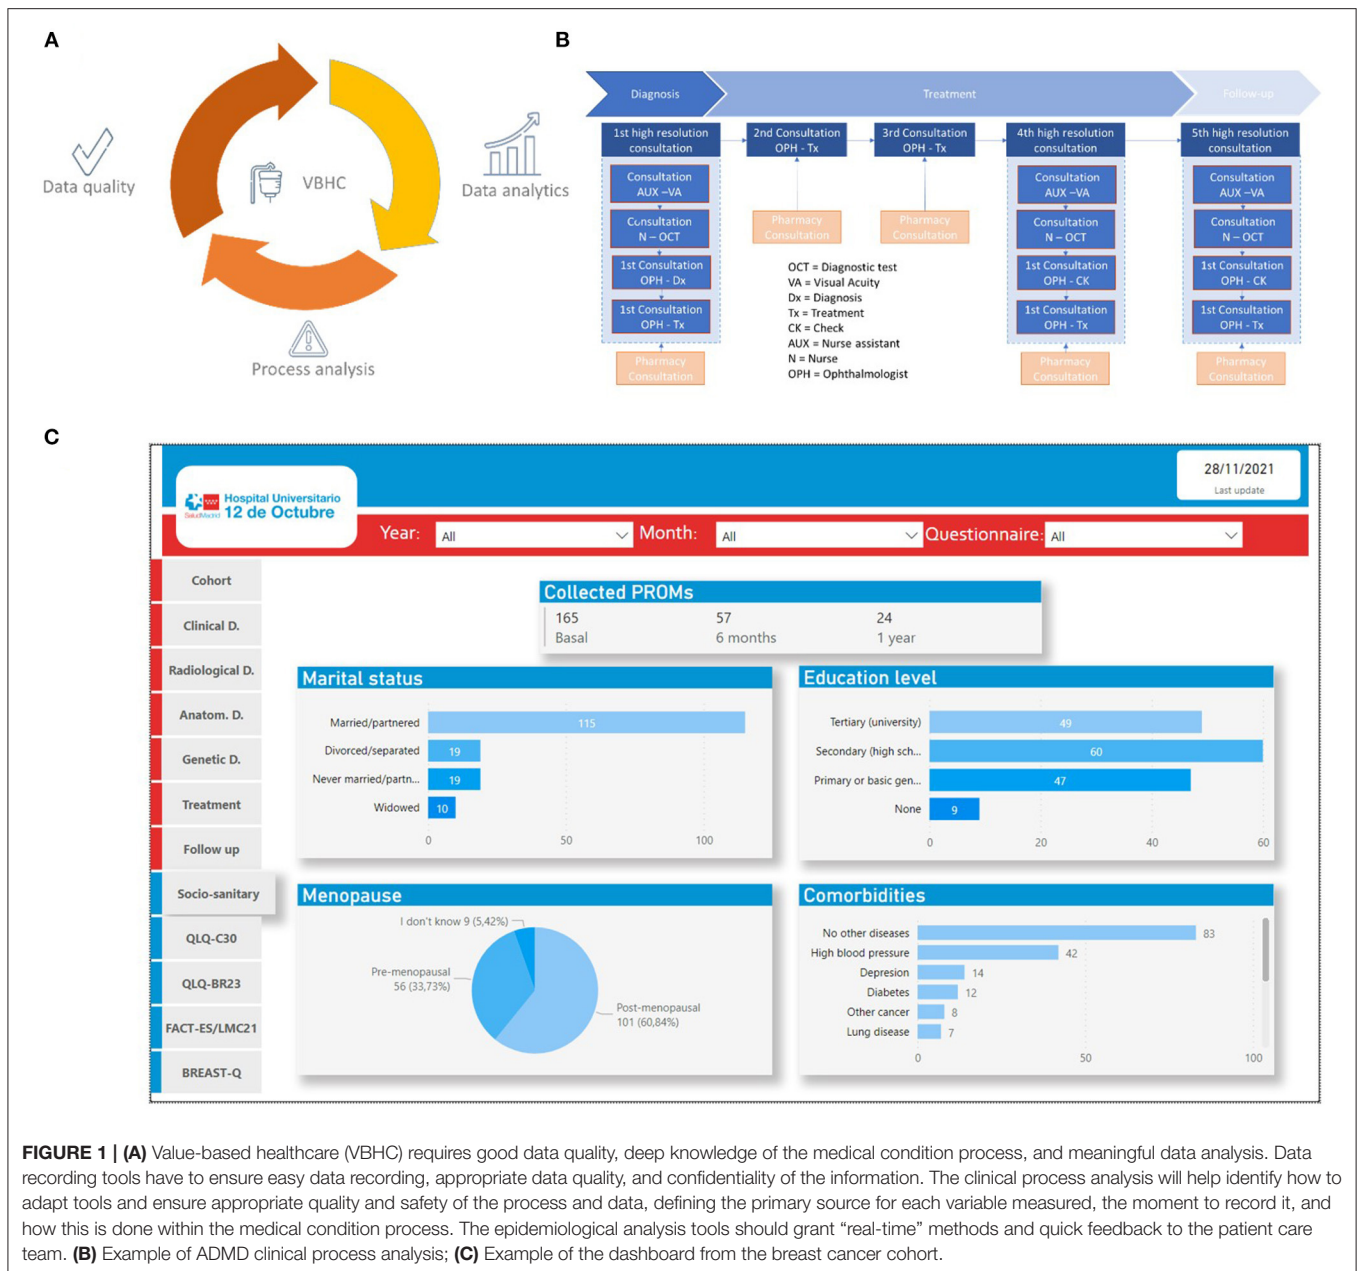 A
Data quality
VBHC
Data analytics
Process analysis
B
Diagnosis
Treatment
Follow-up
1st high resolution
consultation
2nd Consultation
OPH - Tx
3rd Consultation
OPH - Tx
4th high resolution
consultation
5th high resolution
consultation
Consultation
AUX –VA
Consultation
N – OCT
1st Consultation
OPH - Dx
1st Consultation
OPH - Tx
Pharmacy
Consultation
Pharmacy
Consultation
Pharmacy
Consultation
Consultation
AUX –VA
Consultation
N – OCT
1st Consultation
OPH - CK
1st Consultation
OPH - Tx
Pharmacy
Consultation
Consultation
AUX –VA
Consultation
N – OCT
1st Consultation
OPH - CK
1st Consultation
OPH - Tx
Pharmacy
Consultation
OCT = Diagnostic test
VA = Visual Acuity
Dx = Diagnosis
Tx = Treatment
CK = Check
AUX = Nurse assistant
N = Nurse
OPH = Ophthalmologist
C
SaludMadrid
Hospital Universitario
12 de Octubre
28/11/2021
Last update
Year: All
Month: All
Questionnaire: All
Cohort
Clinical D.
Radiological D.
Anatom. D.
Genetic D.
Treatment
Follow up
Socio-sanitary
QLQ-C30
QLQ-BR23
FACT-ES/LMC21
BREAST-Q
Collected PROMs
165 57 24
Basal 6 months 1 year
Marital status
Married/partnered 115
Divorced/separated 19
Never married/partn... 19
Widowed 10
0 50 100
Education level
Tertiary (university) 49
Secondary (high sch... 60
Primary or basic gen... 47
None 9
0 20 40 60
Menopause
I don't know 9 (5,42%)
Pre-menopausal
56 (33,73%)
Post-menopausal
101 (60,84%)
Comorbidities
No other diseases 83
High blood pressure 42
Depresion 14
Diabetes 12
Other cancer 8
Lung disease 7
0 50 100
FIGURE 1 | (A) Value-based healthcare (VBHC) requires good data quality, deep knowledge of the medical condition process, and meaningful data analysis. Data
recording tools have to ensure easy data recording, appropriate data quality, and confidentiality of the information. The clinical process analysis will help identify how to
adapt tools and ensure appropriate quality and safety of the process and data, defining the primary source for each variable measured, the moment to record it, and
how this is done within the medical condition process. The epidemiological analysis tools should grant “real-time” methods and quick feedback to the patient care
team. (B) Example of ADMD clinical process analysis; (C) Example of the dashboard from the breast cancer cohort.